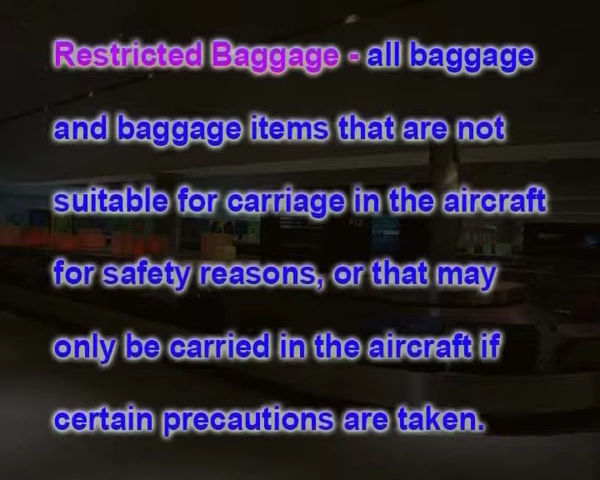 Restricted Baggage - all baggage
and baggage items that are not
suitable for carriage in the aircraft
for safety reasons, or that may
only be carried in the aircraft if
certain precautions are taken.